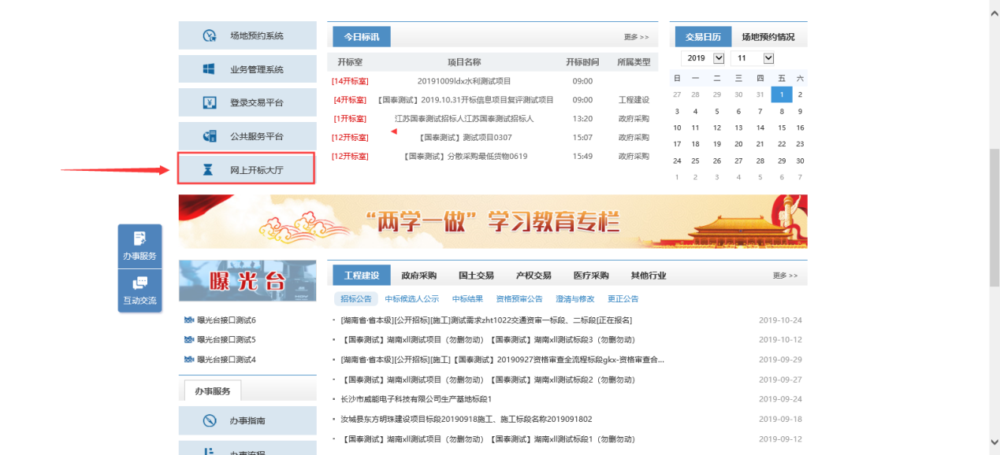 场地预约系统
业务管理系统
登录交易平台
公共服务平台
网上开标大厅
今日标讯 更多 >>
开标室 项目名称 开标时间 所属类型
[14开标室] 20191009ldx水利测试项目 09:00
[4开标室] 【国泰测试】2019.10.31开标信息项目复评测试项目 09:00 工程建设
[1开标室] 江苏国泰测试招标人江苏国泰测试招标人 13:20 政府采购
[12开标室] 【国泰测试】测试项目0307 15:07 政府采购
[12开标室] 【国泰测试】分散采购最低货物0619 15:49 政府采购
交易日历 场地预约情况
2019 11
日 一 二 三 四 五 六
27 28 29 30 31 1 2
3 4 5 6 7 8 9
10 11 12 13 14 15 16
17 18 19 20 21 22 23
24 25 26 27 28 29 30
1 2 3 4 5 6 7
“两学一做”学习教育专栏
办事服务
互动交流
曝光台
曝光台接口测试6
曝光台接口测试5
曝光台接口测试4
办事服务
办事指南
办事流程
工程建设 政府采购 国土交易 产权交易 医疗采购 其他行业 更多 >>
招标公告 中标候选人公示 中标结果 资格预审公告 澄清与修改 更正公告
[湖南省·省本级][公开招标][施工]测试需求zht1022交通资审一标段、二标段[正在报名] 2019-10-24
【国泰测试】湖南xll测试项目（勿删勿动）【国泰测试】湖南xll测试标段3（勿删勿动） 2019-10-12
[湖南省·省本级][公开招标][施工]【国泰测试】20190927资格审查全流程标段gkx-资格审查合... 2019-09-29
【国泰测试】湖南xll测试项目（勿删勿动）【国泰测试】湖南xll测试标段2（勿删勿动） 2019-09-27
长沙市威能电子科技有限公司生产基地标段1 2019-09-24
汝城县东方明珠建设项目标段20190918施工、施工标段名称2019091802 2019-09-18
【国泰测试】湖南xll测试项目（勿删勿动）【国泰测试】湖南xll测试标段1（勿删勿动） 2019-09-12